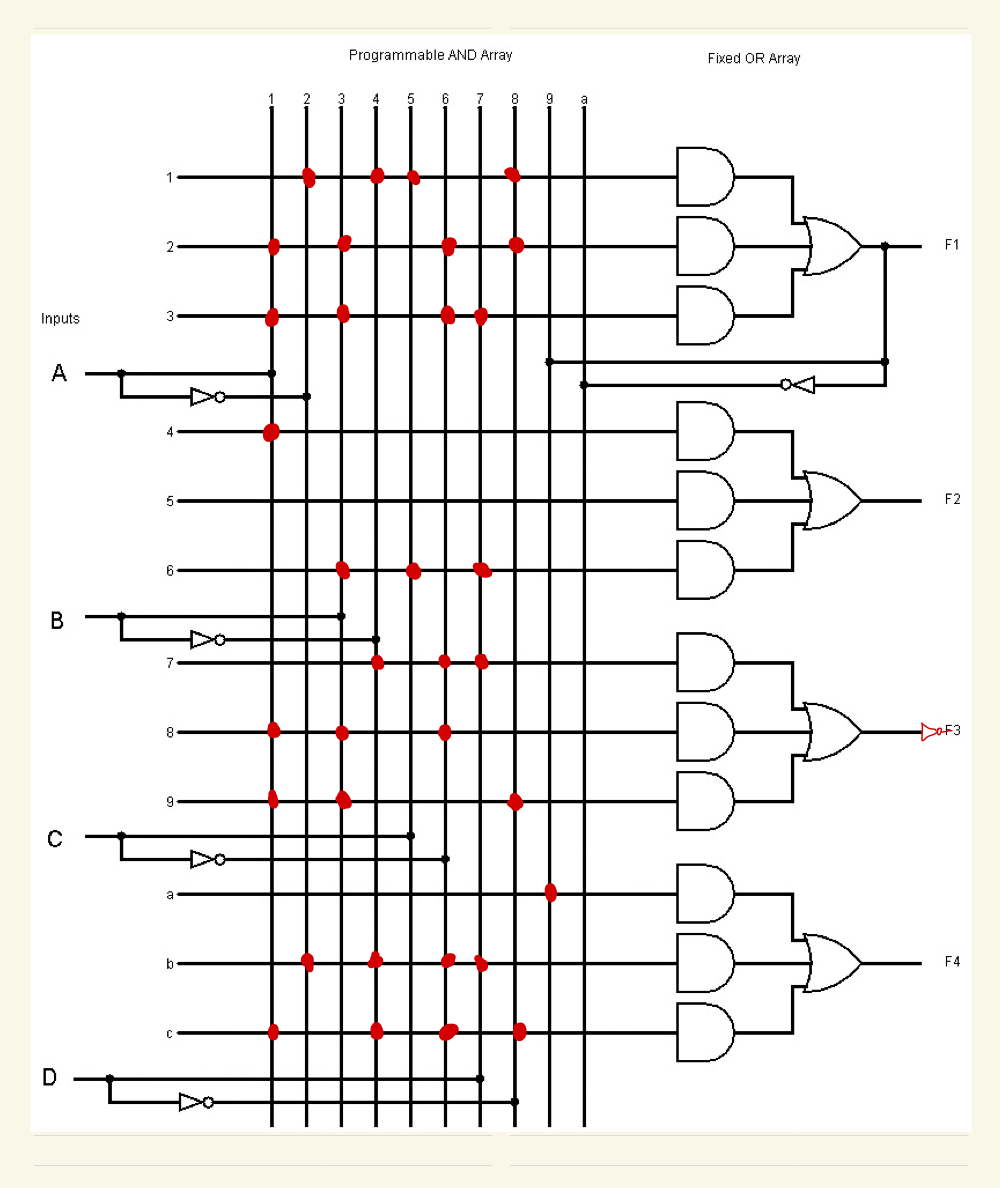 Programmable AND Array
Fixed OR Array
1 2 3 4 5 6 7 8 9 a
1
2
F1
3
Inputs
A
4
5
F2
6
B
7
8
F3
9
C
a
b
F4
c
D